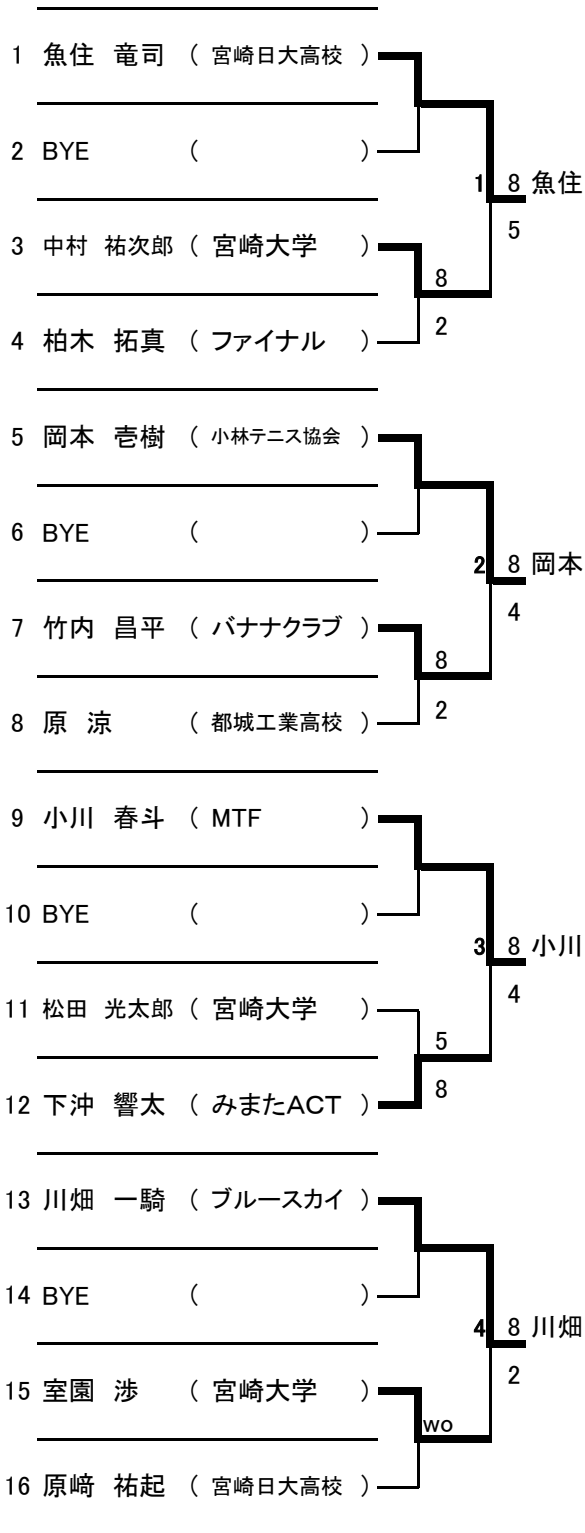 1 魚住 竜司 ( 宮崎日大高校 )
2 BYE ( )
1 8 魚住
5
3 中村 祐次郎 ( 宮崎大学 )
8
2
4 柏木 拓真 ( ファイナル )
5 岡本 壱樹 ( 小林テニス協会 )
6 BYE ( )
2 8 岡本
4
7 竹内 昌平 ( バナナクラブ )
8
2
8 原 涼 ( 都城工業高校 )
9 小川 春斗 ( MTF )
10 BYE ( )
3 8 小川
4
11 松田 光太郎 ( 宮崎大学 )
5
8
12 下沖 響太 ( みまたACT )
13 川畑 一騎 ( ブルースカイ )
14 BYE ( )
4 8 川畑
2
15 室園 渉 ( 宮崎大学 )
wo
16 原﨑 祐起 ( 宮崎日大高校 )